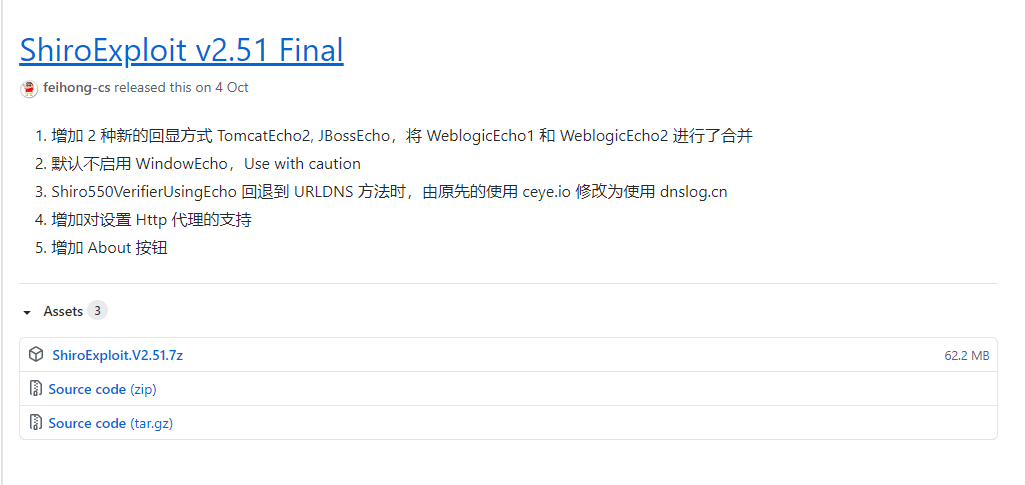 ShiroExploit v2.51 Final
feihong-cs released this on 4 Oct
1. 增加 2 种新的回显方式 TomcatEcho2, JBossEcho，将 WeblogicEcho1 和 WeblogicEcho2 进行了合并
2. 默认不启用 WindowEcho，Use with caution
3. Shiro550VerifierUsingEcho 回退到 URLDNS 方法时，由原先的使用 ceye.io 修改为使用 dnslog.cn
4. 增加对设置 Http 代理的支持
5. 增加 About 按钮
Assets 3
ShiroExploit.V2.51.7z 62.2 MB
Source code (zip)
Source code (tar.gz)